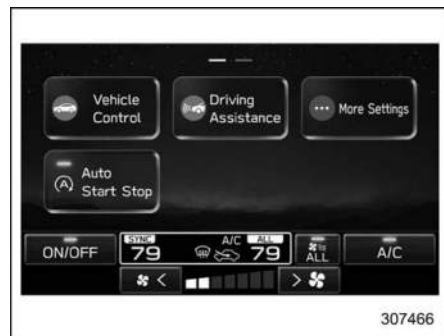 Vehicle
Control
Driving
Assistance
More Settings
Auto
Start Stop
ON/OFF
SYNC
79
A/C
ALL
79
ALL
A/C
307466